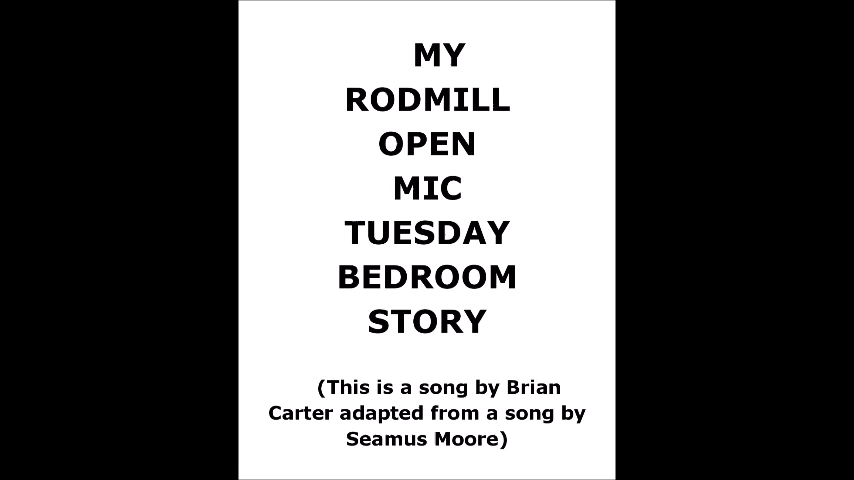 MY
RODMILL
OPEN
MIC
TUESDAY
BEDROOM
STORY
(This is a song by Brian
Carter adapted from a song by
Seamus Moore)